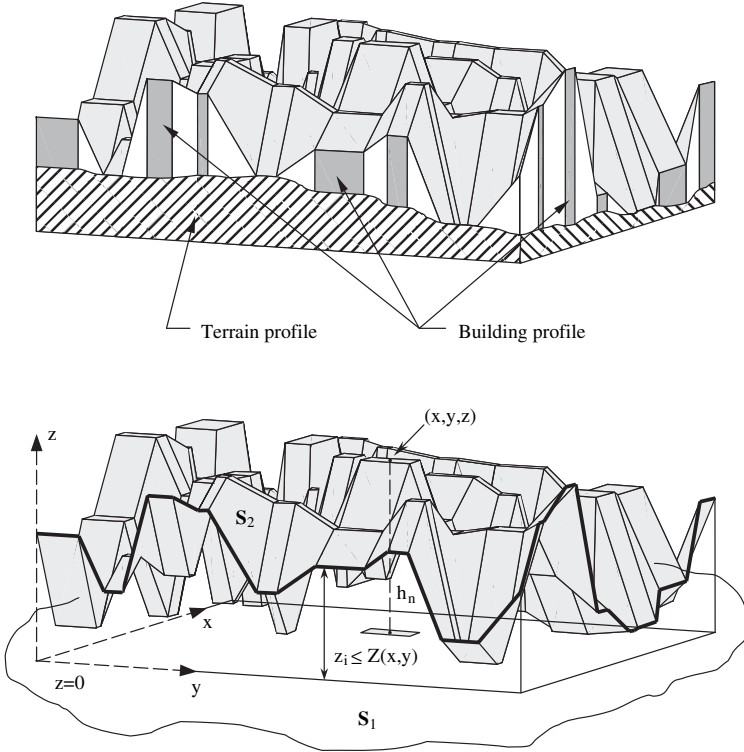 Terrain profile
Building profile
(x,y,z)
z
S₂
hₙ
x
zᵢ ≤ Z(x,y)
z=0
y
S₁